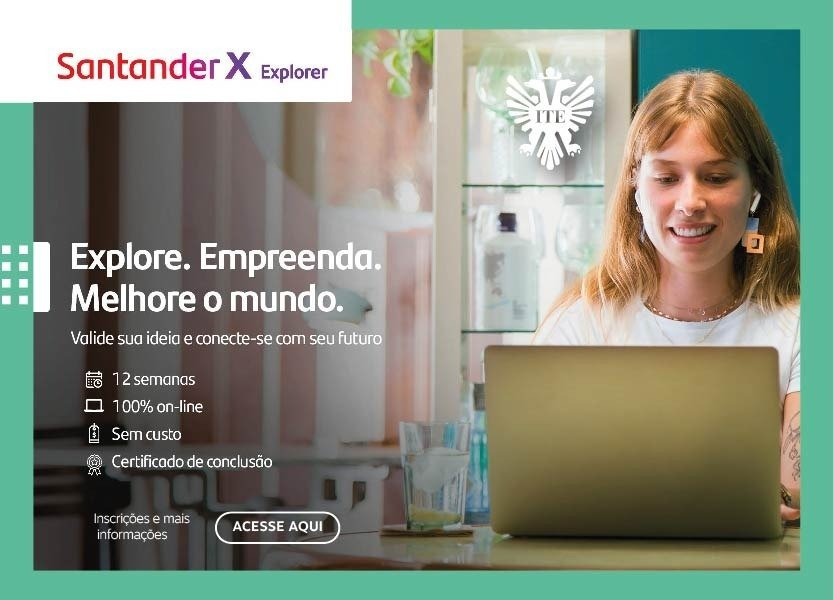 Santander X Explorer
ITE
Explore. Empreenda.
Melhore o mundo.
Valide sua ideia e conecte-se com seu futuro
12 semanas
100% on-line
Sem custo
Certificado de conclusão
Inscrições e mais
informações
ACESSE AQUI